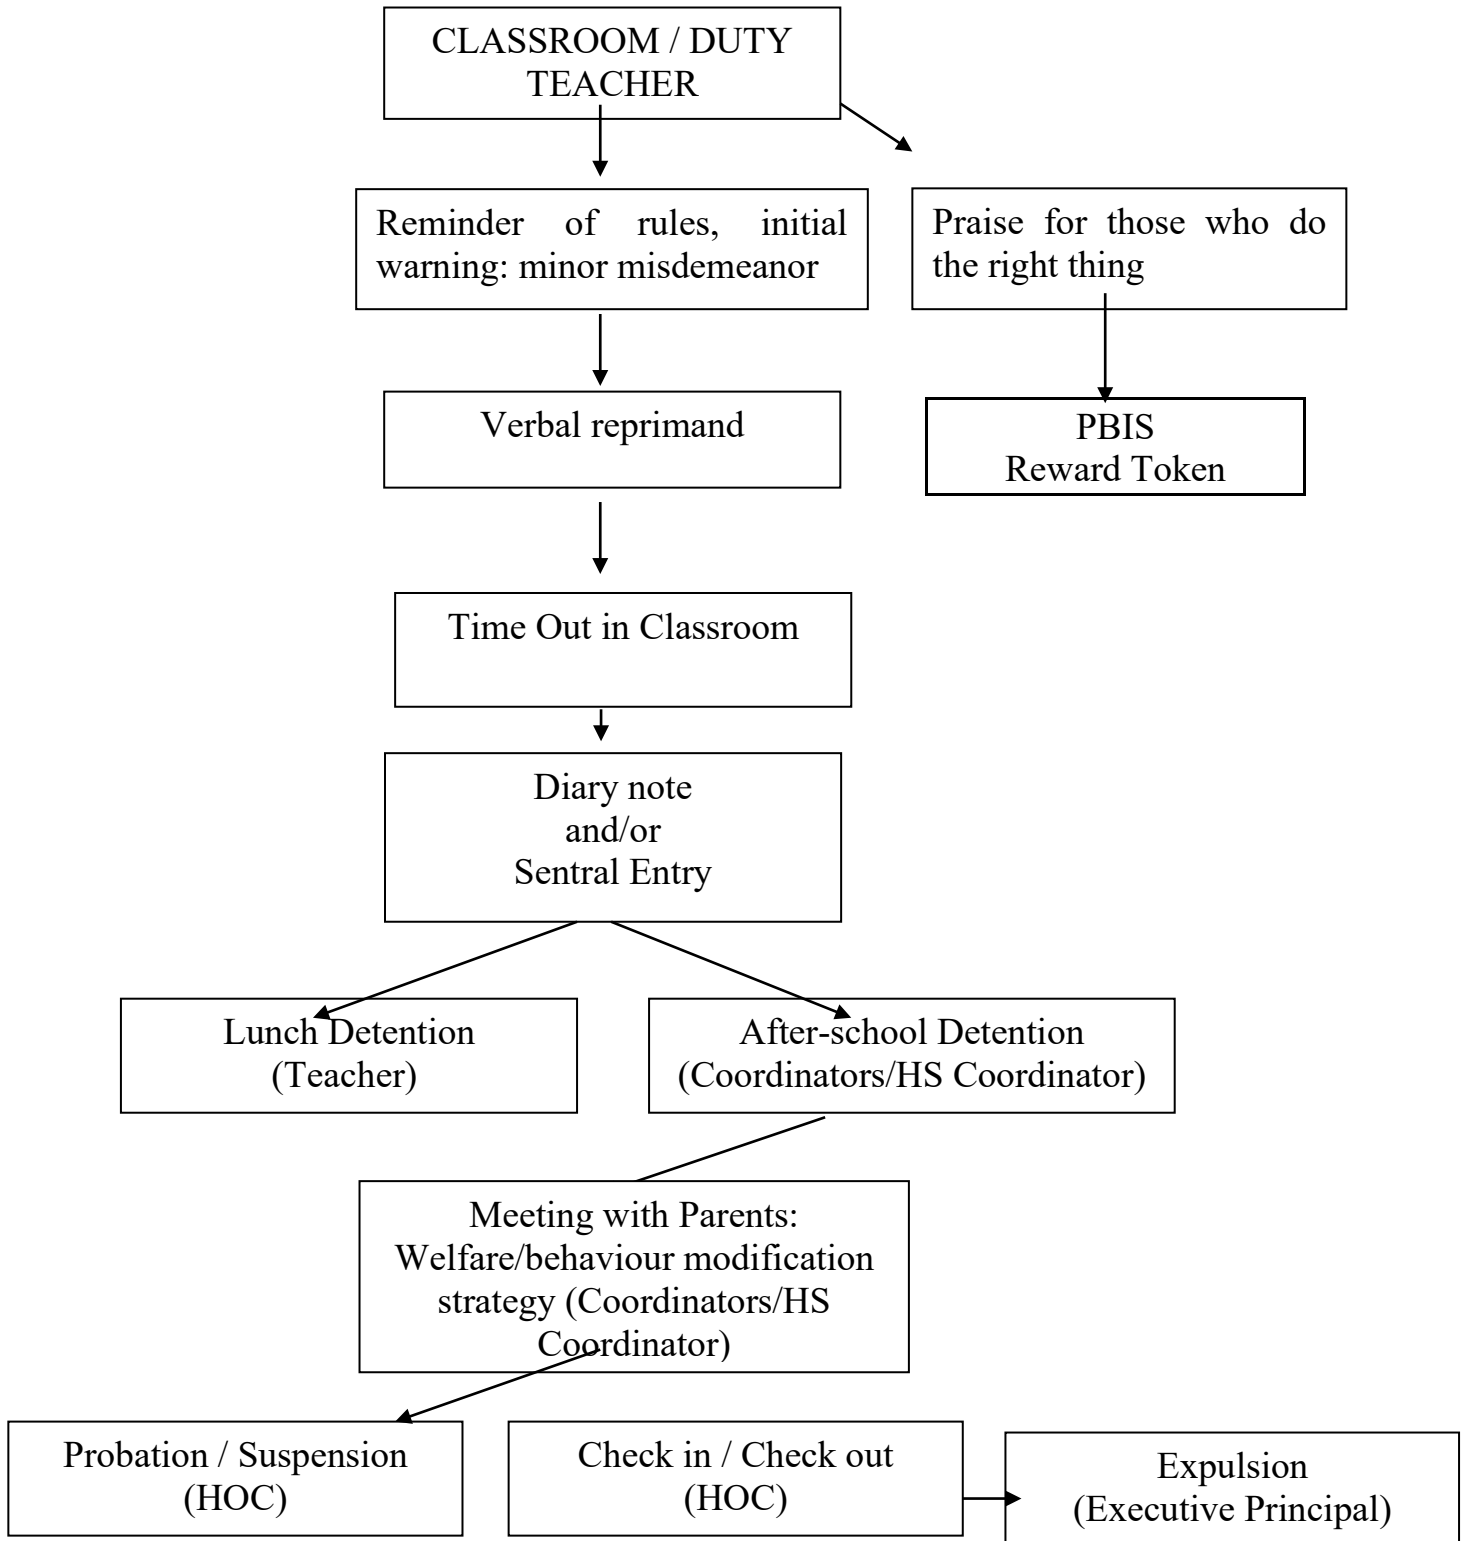 CLASSROOM / DUTY
TEACHER
Reminder of rules, initial
warning: minor misdemeanor
Praise for those who do
the right thing
Verbal reprimand
PBIS
Reward Token
Time Out in Classroom
Diary note
and/or
Sentral Entry
Lunch Detention
(Teacher)
After-school Detention
(Coordinators/HS Coordinator)
Meeting with Parents:
Welfare/behaviour modification
strategy (Coordinators/HS
Coordinator)
Probation / Suspension
(HOC)
Check in / Check out
(HOC)
Expulsion
(Executive Principal)